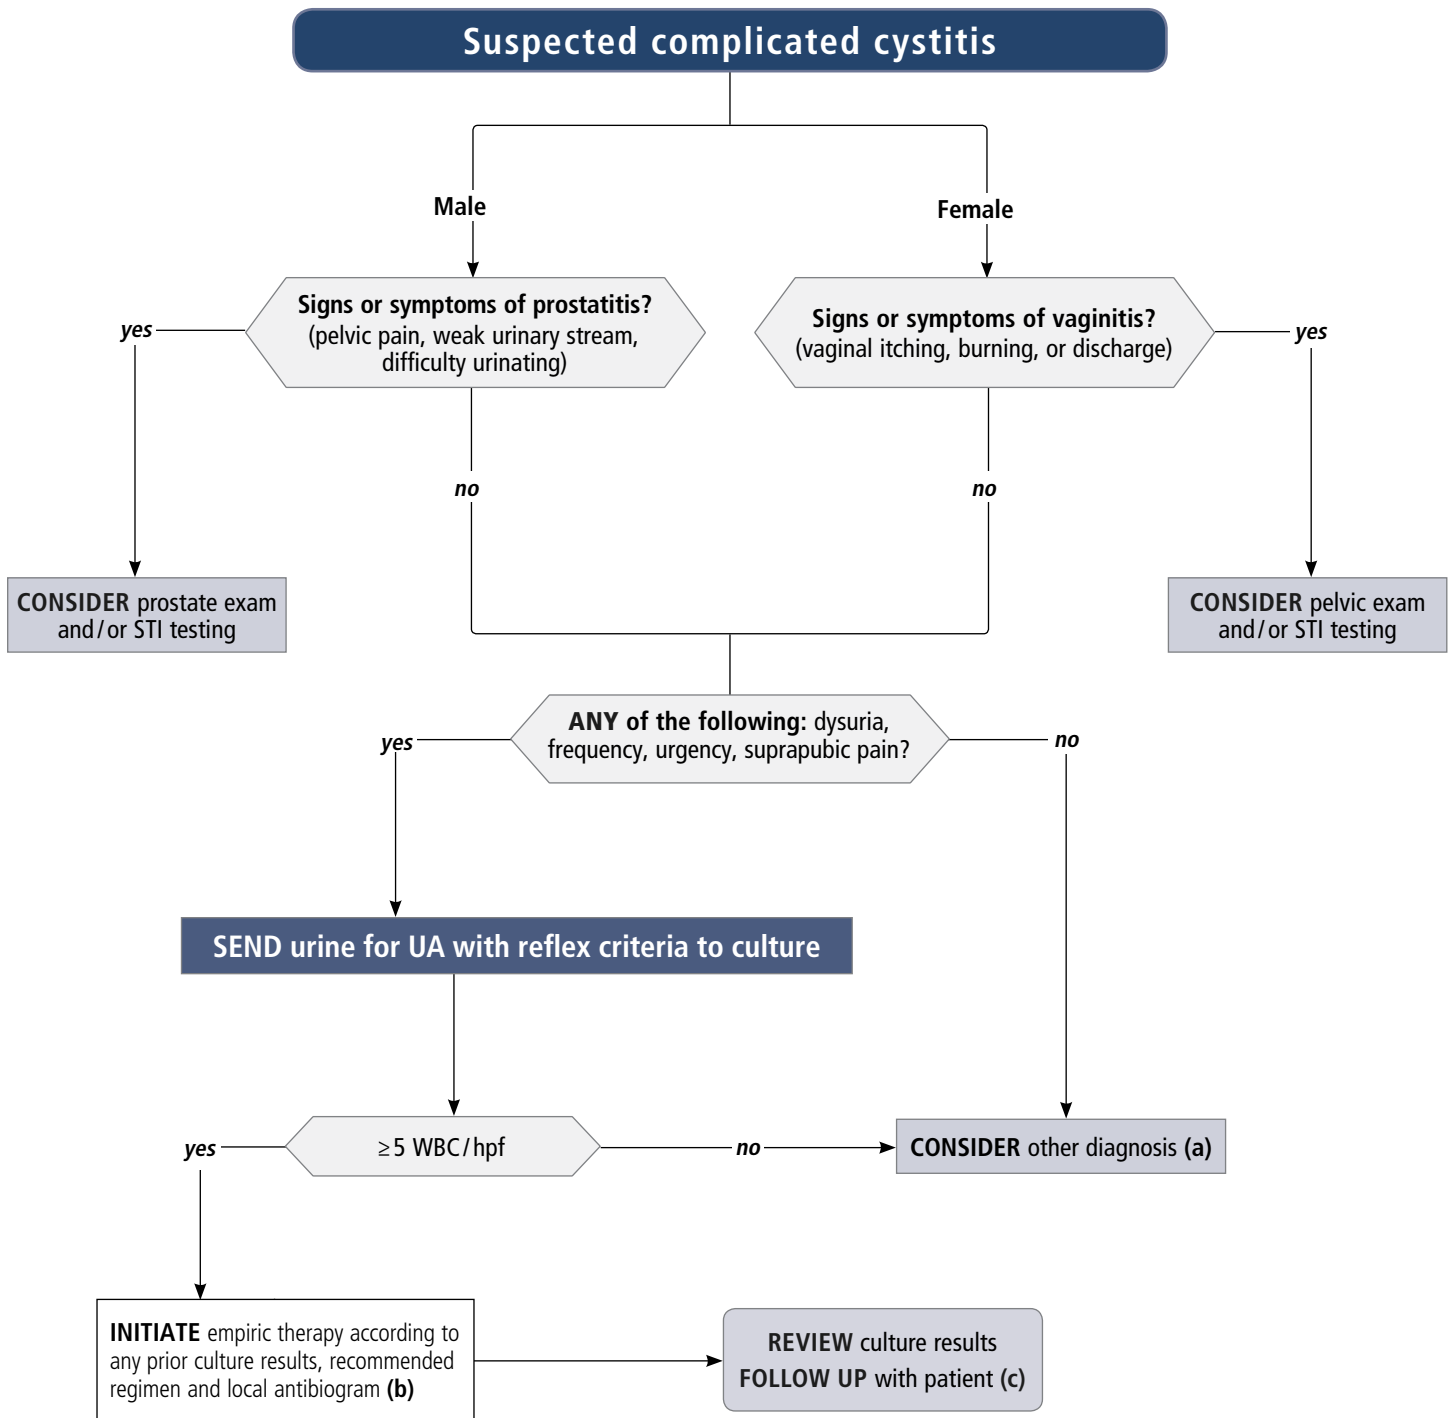 Suspected complicated cystitis
Male
Female
Signs or symptoms of prostatitis?
(pelvic pain, weak urinary stream,
difficulty urinating)
Signs or symptoms of vaginitis?
(vaginal itching, burning, or discharge)
yes
yes
no
no
CONSIDER prostate exam
and/or STI testing
CONSIDER pelvic exam
and/or STI testing
ANY of the following: dysuria,
frequency, urgency, suprapubic pain?
yes
no
SEND urine for UA with reflex criteria to culture
yes
≥5 WBC/hpf
no
CONSIDER other diagnosis (a)
INITIATE empiric therapy according to
any prior culture results, recommended
regimen and local antibiogram (b)
REVIEW culture results
FOLLOW UP with patient (c)